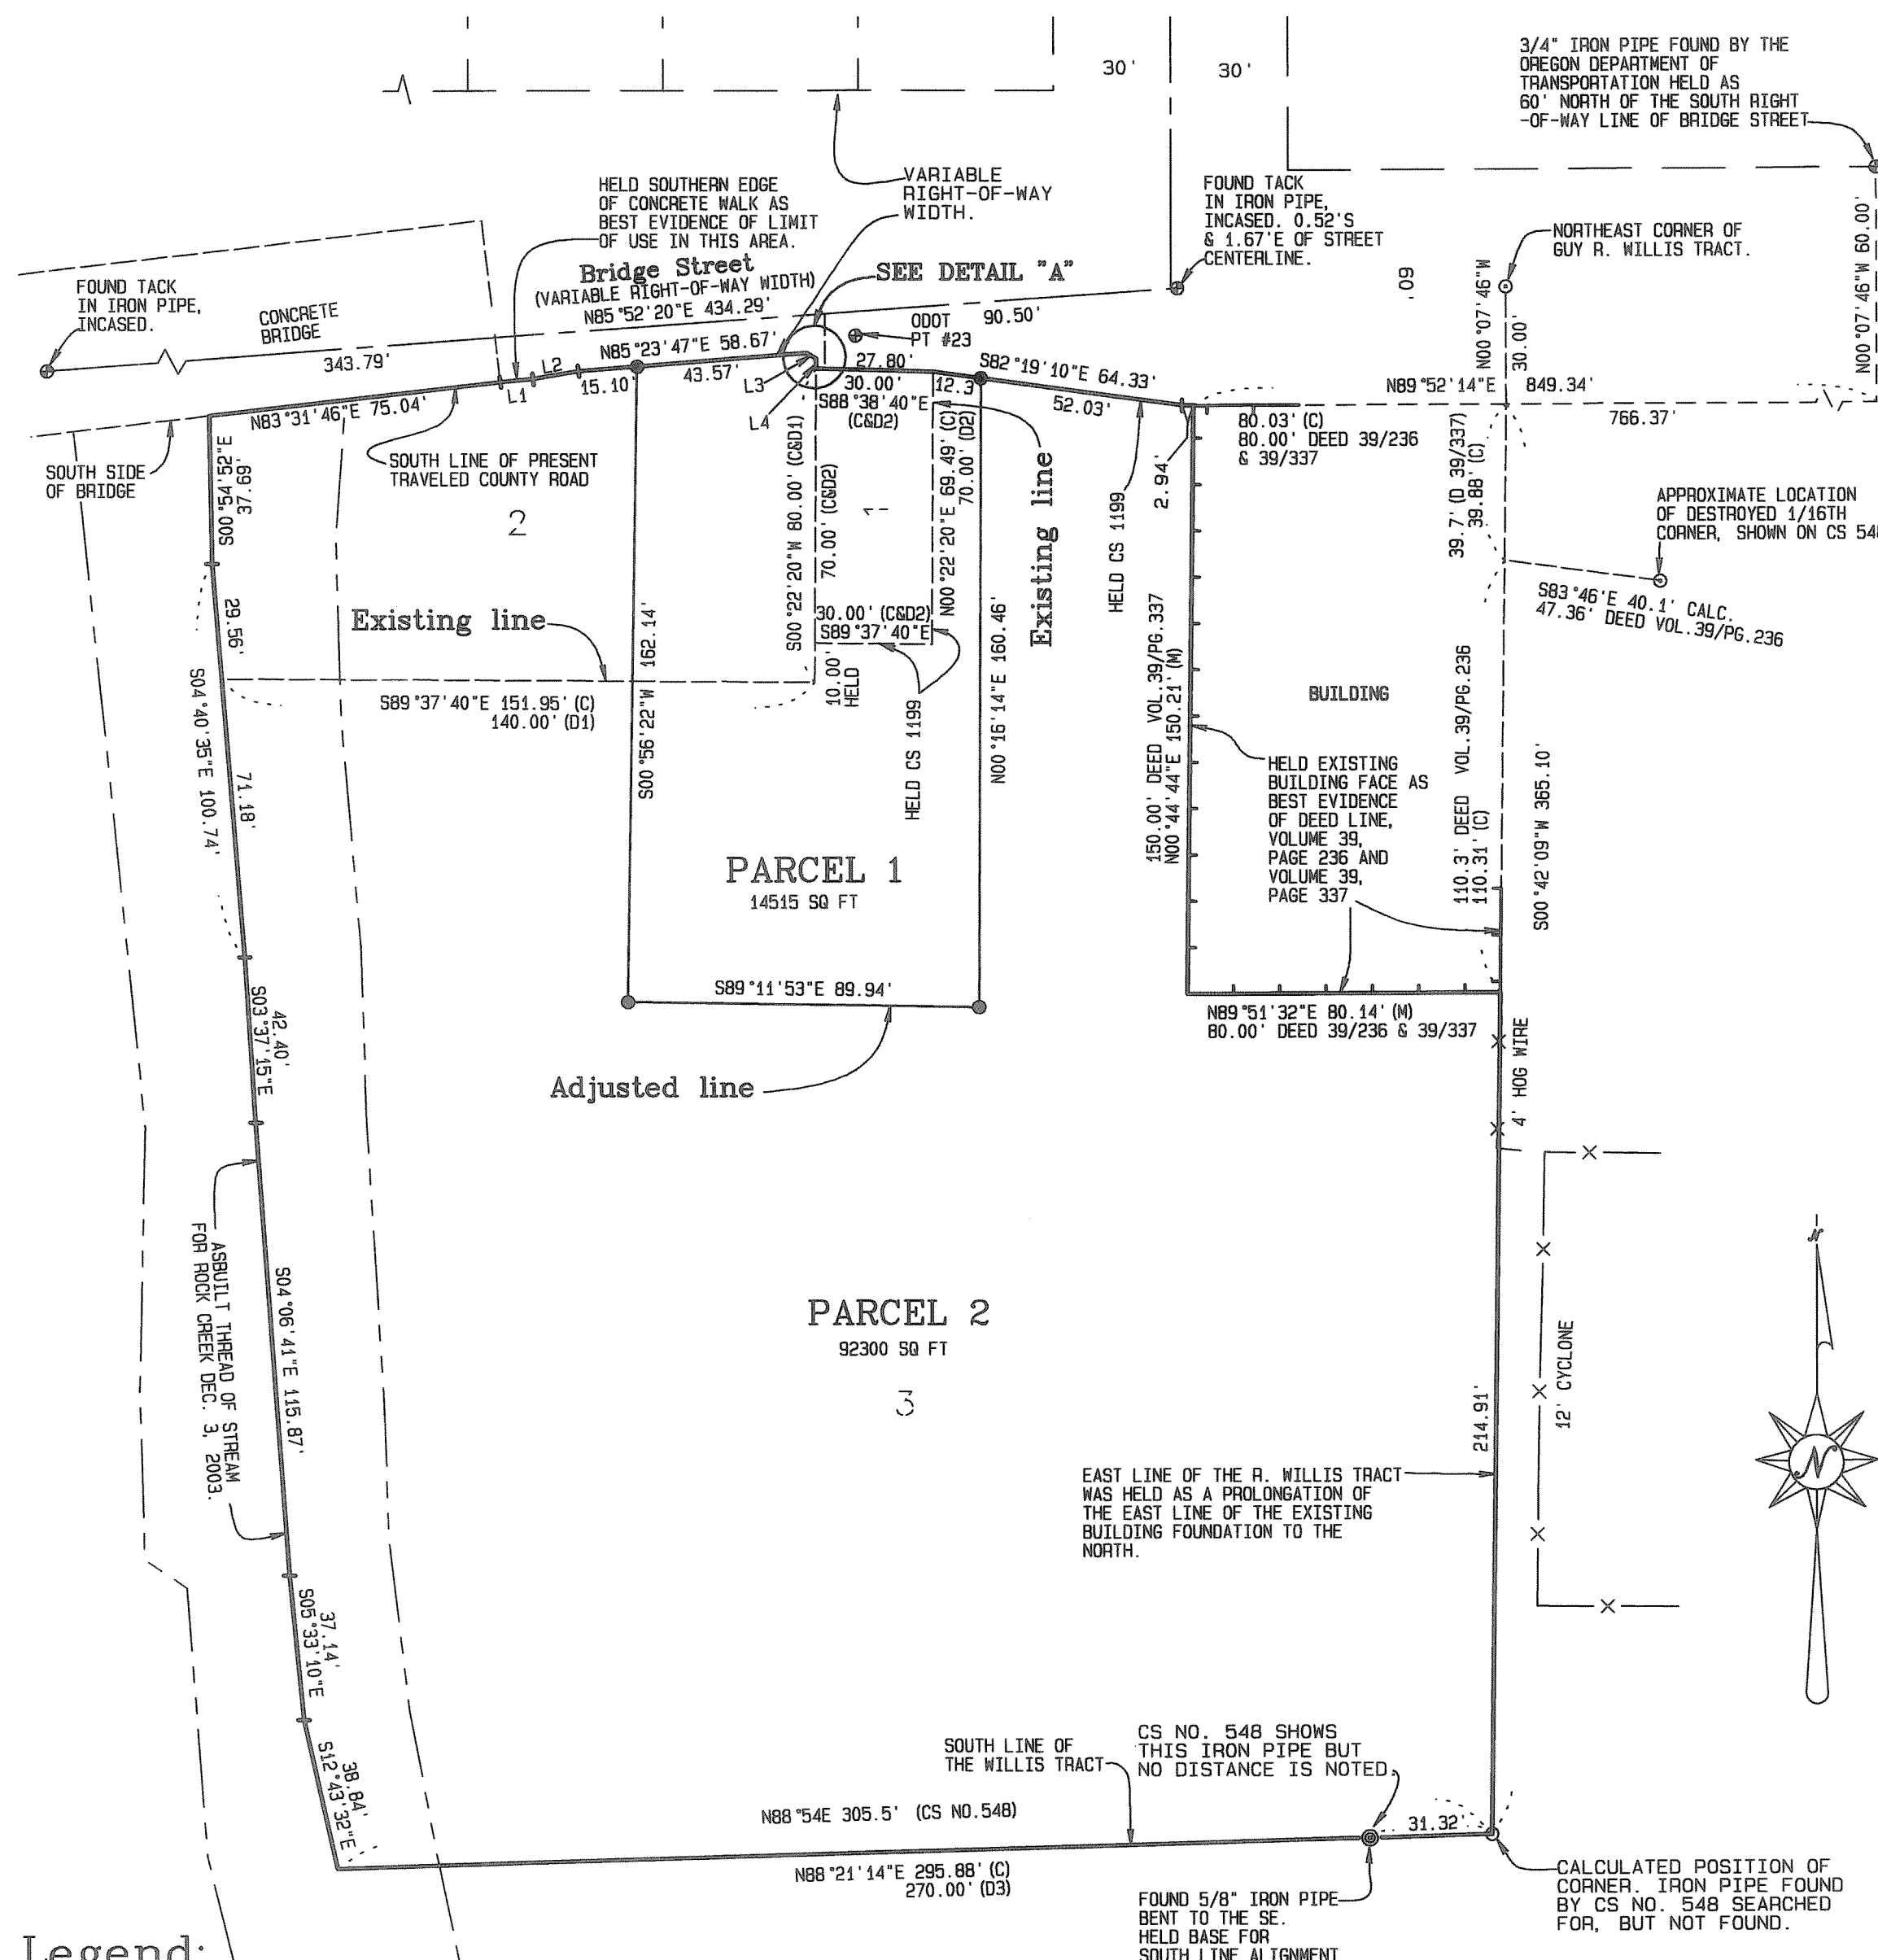 30'
30'
3/4" IRON PIPE FOUND BY THE
OREGON DEPARTMENT OF
TRANSPORTATION HELD AS
60' NORTH OF THE SOUTH RIGHT
-OF-WAY LINE OF BRIDGE STREET
HELD SOUTHERN EDGE
OF CONCRETE WALK AS
BEST EVIDENCE OF LIMIT
OF USE IN THIS AREA.
VARIABLE
RIGHT-OF-WAY
WIDTH.
FOUND TACK
IN IRON PIPE,
INCASED. 0.52'S
& 1.67'E OF STREET
CENTERLINE.
60'
NORTHEAST CORNER OF
GUY R. WILLIS TRACT.
N00°07'46"W 60.00'
N00°07'46"W
30.00'
FOUND TACK
IN IRON PIPE,
INCASED.
CONCRETE
BRIDGE
343.79'
Bridge Street
(VARIABLE RIGHT-OF-WAY WIDTH)
N85°52'20"E 434.29'
SEE DETAIL "A"
90.50'
ODOT
PT #23
N85°23'47"E 58.67'
L1
L2
15.10'
43.57'
L3
L4
27.80'
30.00'
S88°38'40"E
(C&D2)
12.3
S82°19'10"E 64.33'
52.03'
N89°52'14"E 849.34'
766.37'
80.03' (C)
80.00' DEED 39/236
& 39/337
N83°31'46"E 75.04'
SOUTH SIDE
OF BRIDGE
SOUTH LINE OF PRESENT
TRAVELED COUNTY ROAD
S00°54'52"E
37.69'
2
1
S00°22'20"W 80.00' (C&D1)
70.00' (C&D2)
N00°22'20"E 69.49' (C)
70.00' (D2)
Existing line
HELD CS 1199
2.94'
39.7' (D 39/337)
39.88' (C)
APPROXIMATE LOCATION
OF DESTROYED 1/16TH
CORNER, SHOWN ON CS 548
S83°46'E 40.1' CALC.
47.36' DEED VOL.39/PG.236
29.56'
Existing line
30.00' (C&D2)
S89°37'40"E
10.00'
HELD
HELD CS 1199
S89°37'40"E 151.95' (C)
140.00' (D1)
S00°56'22"W 162.14'
N00°16'14"E 160.46'
S04°40'35"E 100.74'
71.18'
150.00' DEED VOL.39/PG.337
N00°44'44"E 150.21' (M)
BUILDING
HELD EXISTING
BUILDING FACE AS
BEST EVIDENCE
OF DEED LINE,
VOLUME 39,
PAGE 236 AND
VOLUME 39,
PAGE 337
110.3' DEED VOL.39/PG.236
110.31' (C)
S00°42'09"W 365.10'
PARCEL 1
14515 SQ FT
S89°11'53"E 89.94'
Adjusted line
N89°51'32"E 80.14' (M)
80.00' DEED 39/236 & 39/337
4' HOG WIRE
42.40'
S03°37'15"E
ASBUILT THREAD OF STREAM
FOR ROCK CREEK DEC. 3, 2003.
S04°06'41"E 115.87'
PARCEL 2
92300 SQ FT
3
12' CYCLONE
214.91'
N
N
EAST LINE OF THE R. WILLIS TRACT
WAS HELD AS A PROLONGATION OF
THE EAST LINE OF THE EXISTING
BUILDING FOUNDATION TO THE
NORTH.
37.14'
S05°33'10"E
38.84'
S12°43'32"E
SOUTH LINE OF
THE WILLIS TRACT
CS NO. 548 SHOWS
THIS IRON PIPE BUT
NO DISTANCE IS NOTED.
N88°54E 305.5' (CS NO.548)
31.32'
N88°21'14"E 295.88' (C)
270.00' (D3)
FOUND 5/8" IRON PIPE
BENT TO THE SE.
HELD BASE FOR
SOUTH LINE ALIGNMENT
CALCULATED POSITION OF
CORNER. IRON PIPE FOUND
BY CS NO. 548 SEARCHED
FOR, BUT NOT FOUND.
Legend: